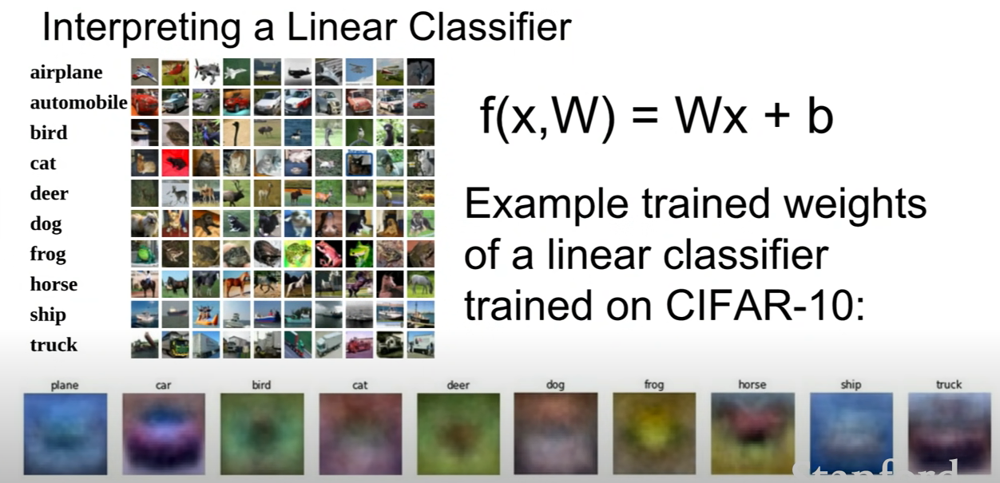 Interpreting a Linear Classifier
airplane
automobile
bird
cat
deer
dog
frog
horse
ship
truck
f(x,W) = Wx + b
Example trained weights
of a linear classifier
trained on CIFAR-10:
plane car bird cat deer dog frog horse ship truck
Stanford